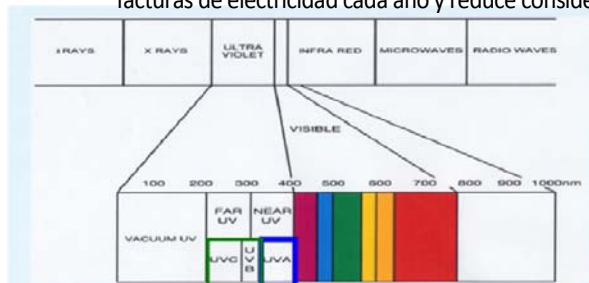 facturas de electricidad cada año y reduce conside
X RAYS
ULTRA
VIOLET
INFRA RED
MICROWAVES
RADIO WAVES
VISIBLE
100 200 300 400 500 600 700 800 900 1000nm
VACUUM UV
FAR
UV
NEAR
UV
UVC
UVB
UVA